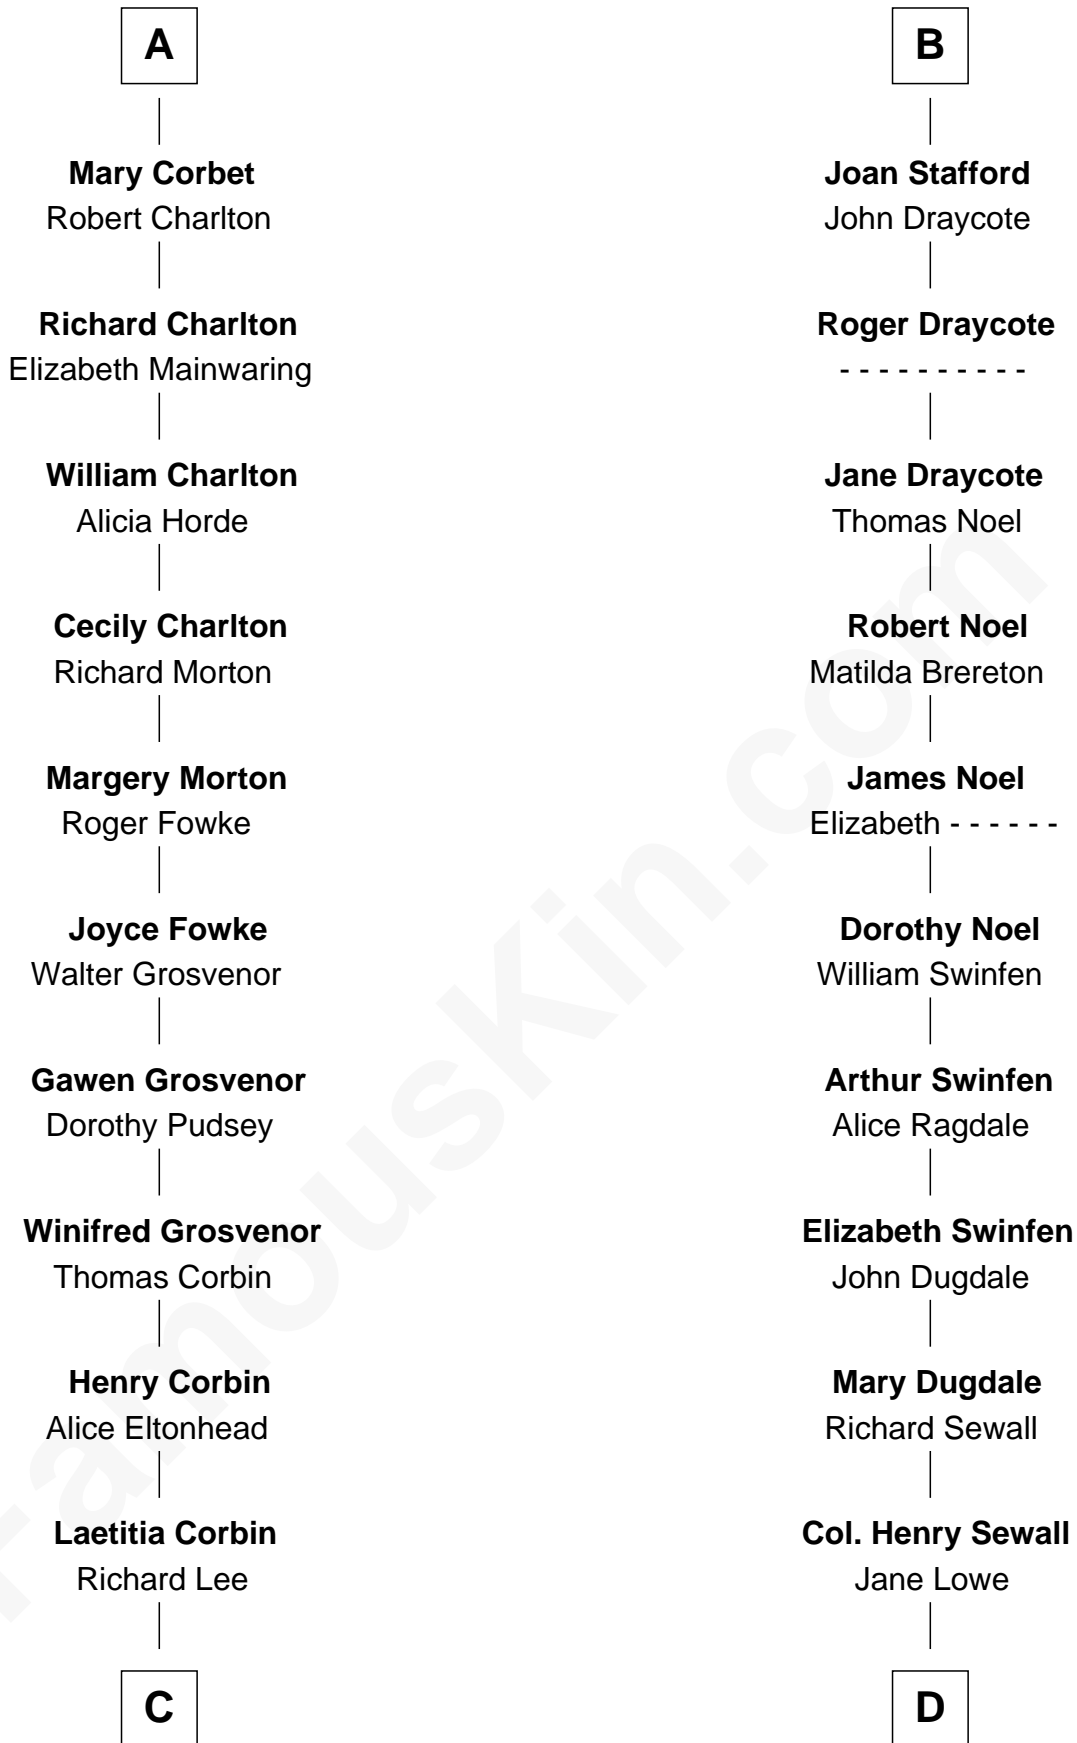 A
Mary Corbet
Robert Charlton
Richard Charlton
Elizabeth Mainwaring
William Charlton
Alicia Horde
Cecily Charlton
Richard Morton
Margery Morton
Roger Fowke
Joyce Fowke
Walter Grosvenor
Gawen Grosvenor
Dorothy Pudsey
Winifred Grosvenor
Thomas Corbin
Henry Corbin
Alice Eltonhead
Laetitia Corbin
Richard Lee
C
B
Joan Stafford
John Draycote
Roger Draycote
- - - - - - - - - -
Jane Draycote
Thomas Noel
Robert Noel
Matilda Brereton
James Noel
Elizabeth - - - - - -
Dorothy Noel
William Swinfen
Arthur Swinfen
Alice Ragdale
Elizabeth Swinfen
John Dugdale
Mary Dugdale
Richard Sewall
Col. Henry Sewall
Jane Lowe
D
FamousKin.com